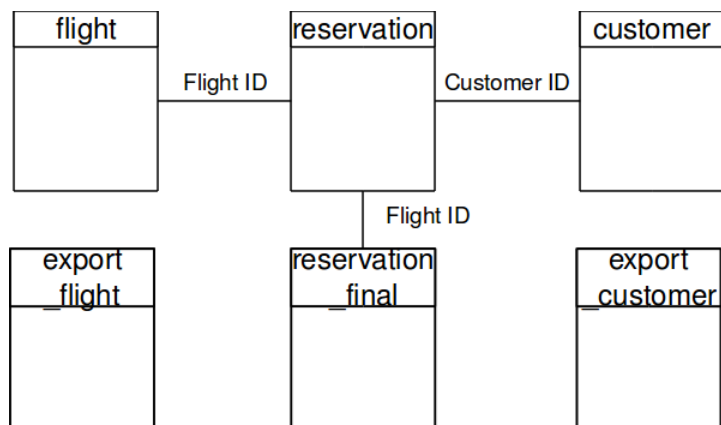 flight
reservation
customer
Flight ID
Customer ID
Flight ID
export
_flight
reservation
_final
export
_customer